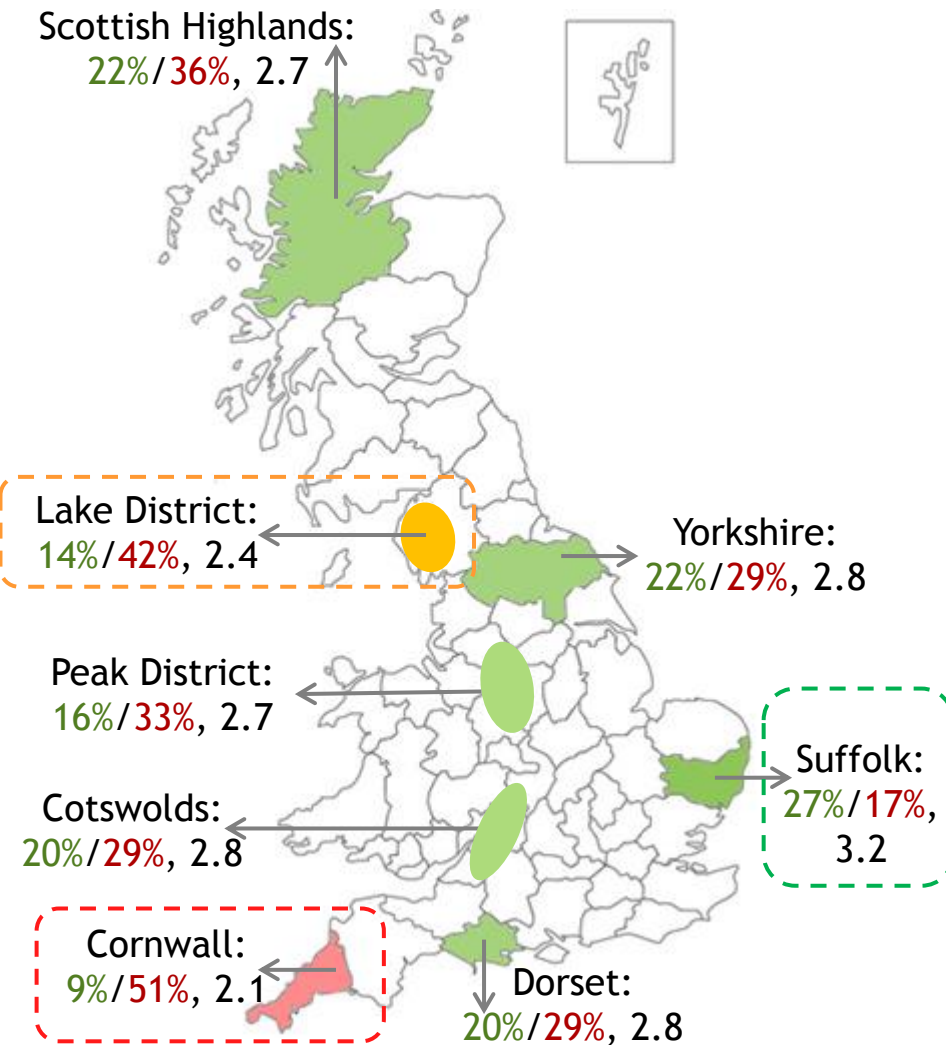 Scottish Highlands:
22%/36%, 2.7
Lake District:
14%/42%, 2.4
Yorkshire:
22%/29%, 2.8
Peak District:
16%/33%, 2.7
Suffolk:
27%/17%,
3.2
Cotswolds:
20%/29%, 2.8
Cornwall:
9%/51%, 2.1
Dorset:
20%/29%, 2.8